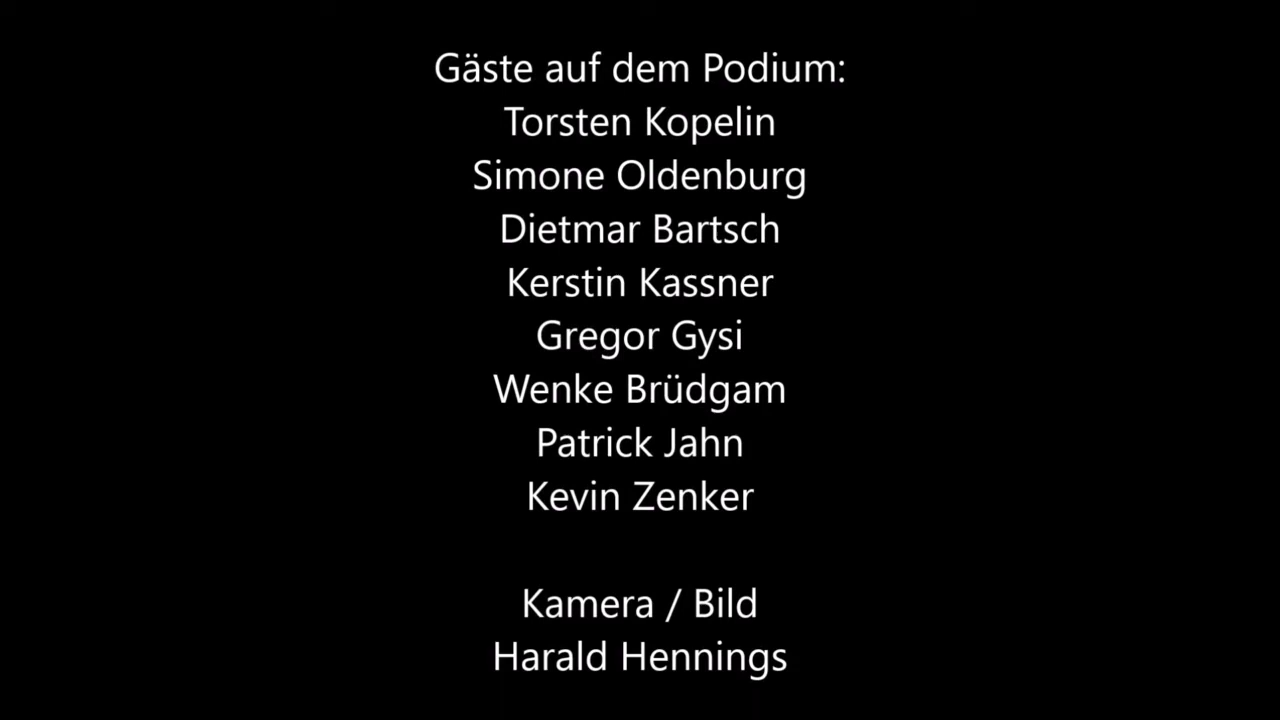 Gäste auf dem Podium:
Torsten Kopelin
Simone Oldenburg
Dietmar Bartsch
Kerstin Kassner
Gregor Gysi
Wenke Brüdgam
Patrick Jahn
Kevin Zenker
Kamera / Bild
Harald Hennings